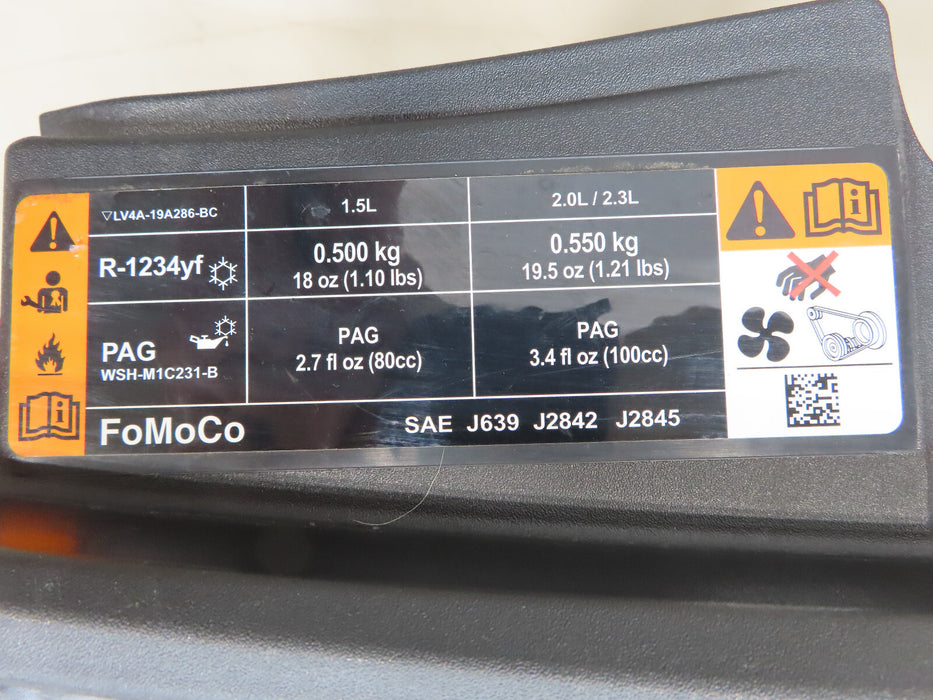 ▽LV4A-19A286-BC
1.5L
2.0L / 2.3L
R-1234yf
0.500 kg
18 oz (1.10 lbs)
0.550 kg
19.5 oz (1.21 lbs)
PAG
WSH-M1C231-B
PAG
2.7 fl oz (80cc)
PAG
3.4 fl oz (100cc)
FoMoCo
SAE J639 J2842 J2845